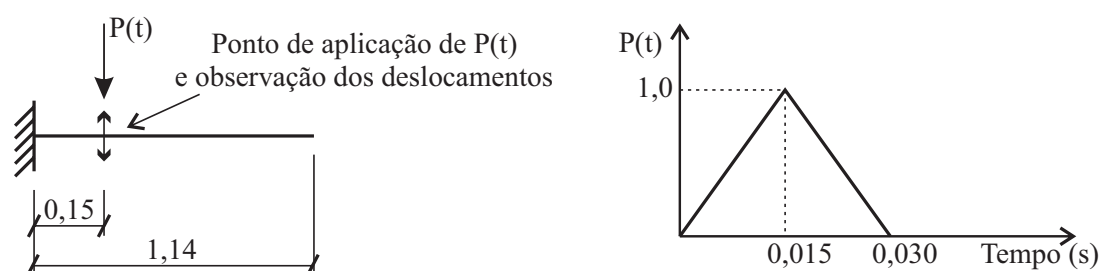 P(t)
Ponto de aplicação de P(t)
e observação dos deslocamentos
0,15
1,14
P(t)
1,0
0,015
0,030
Tempo (s)